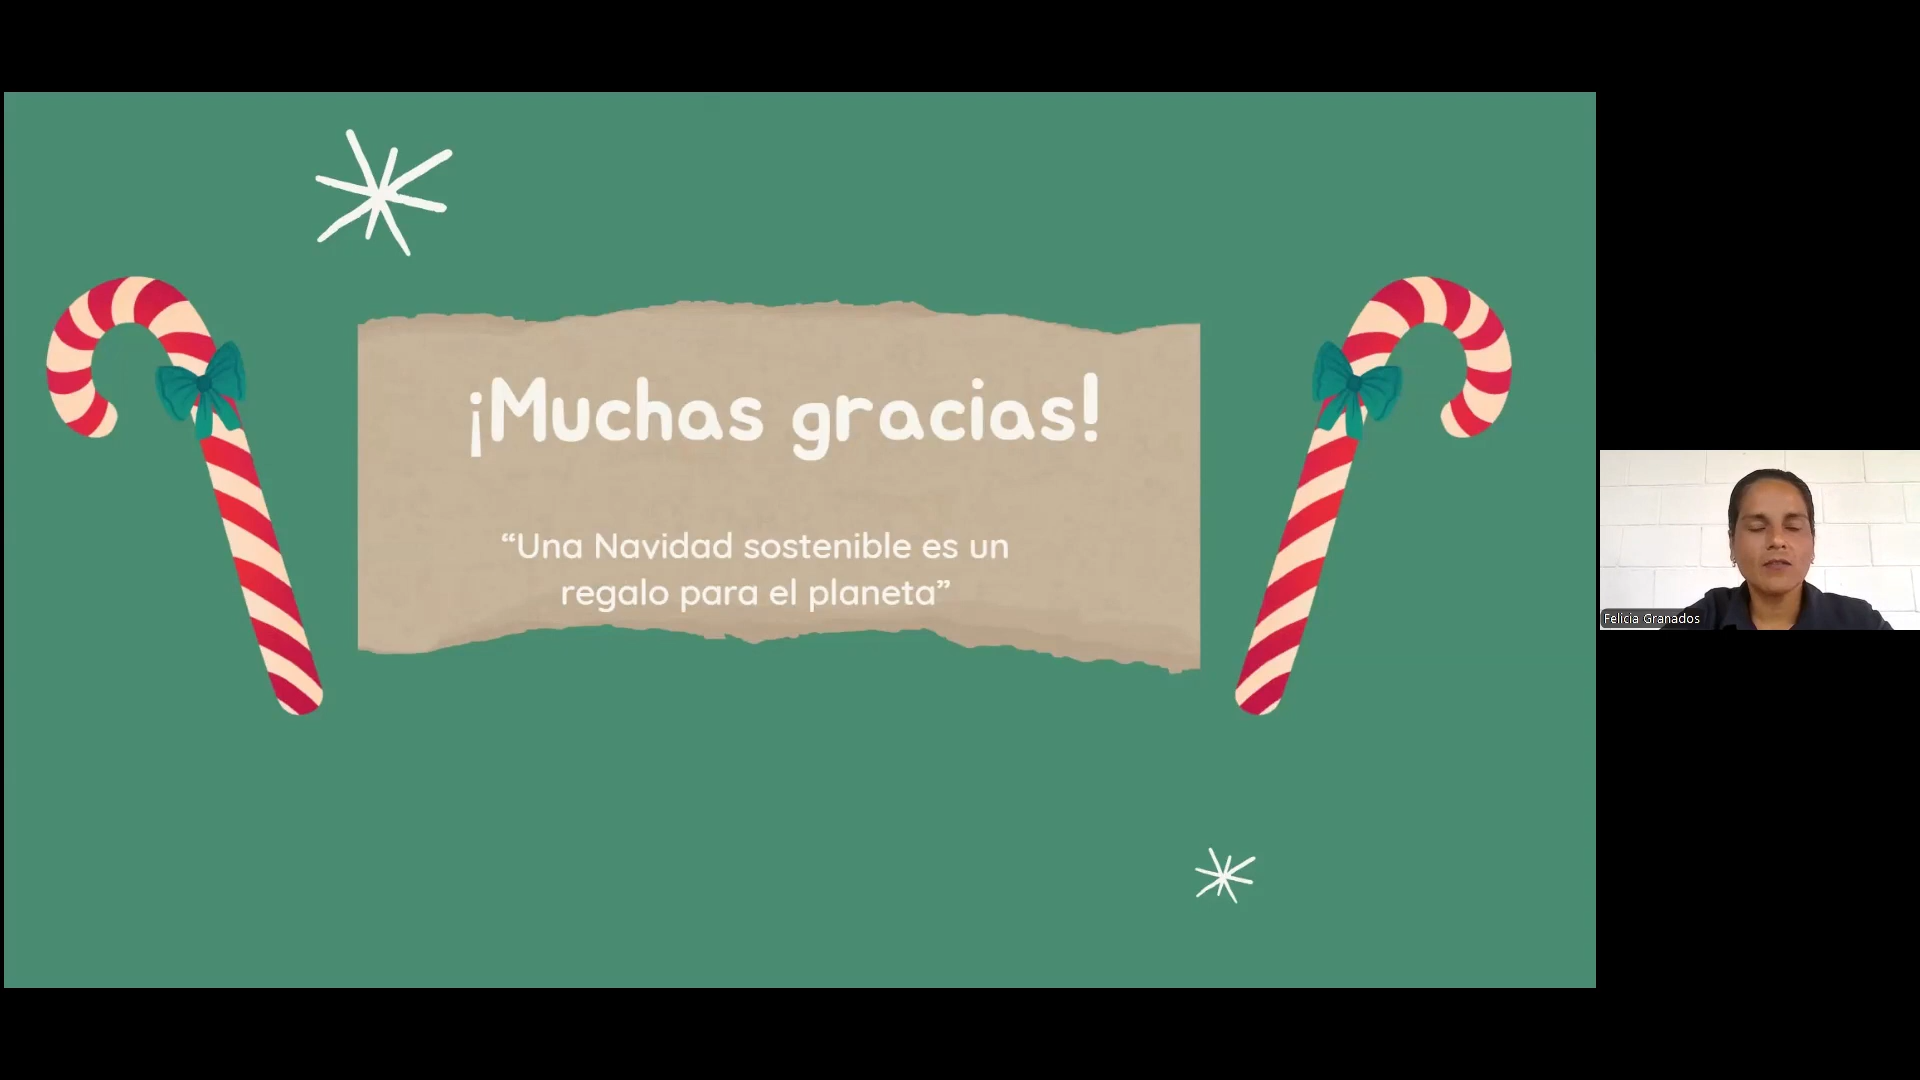 ¡Muchas gracias!
“Una Navidad sostenible es un
regalo para el planeta”
Felicia Granados